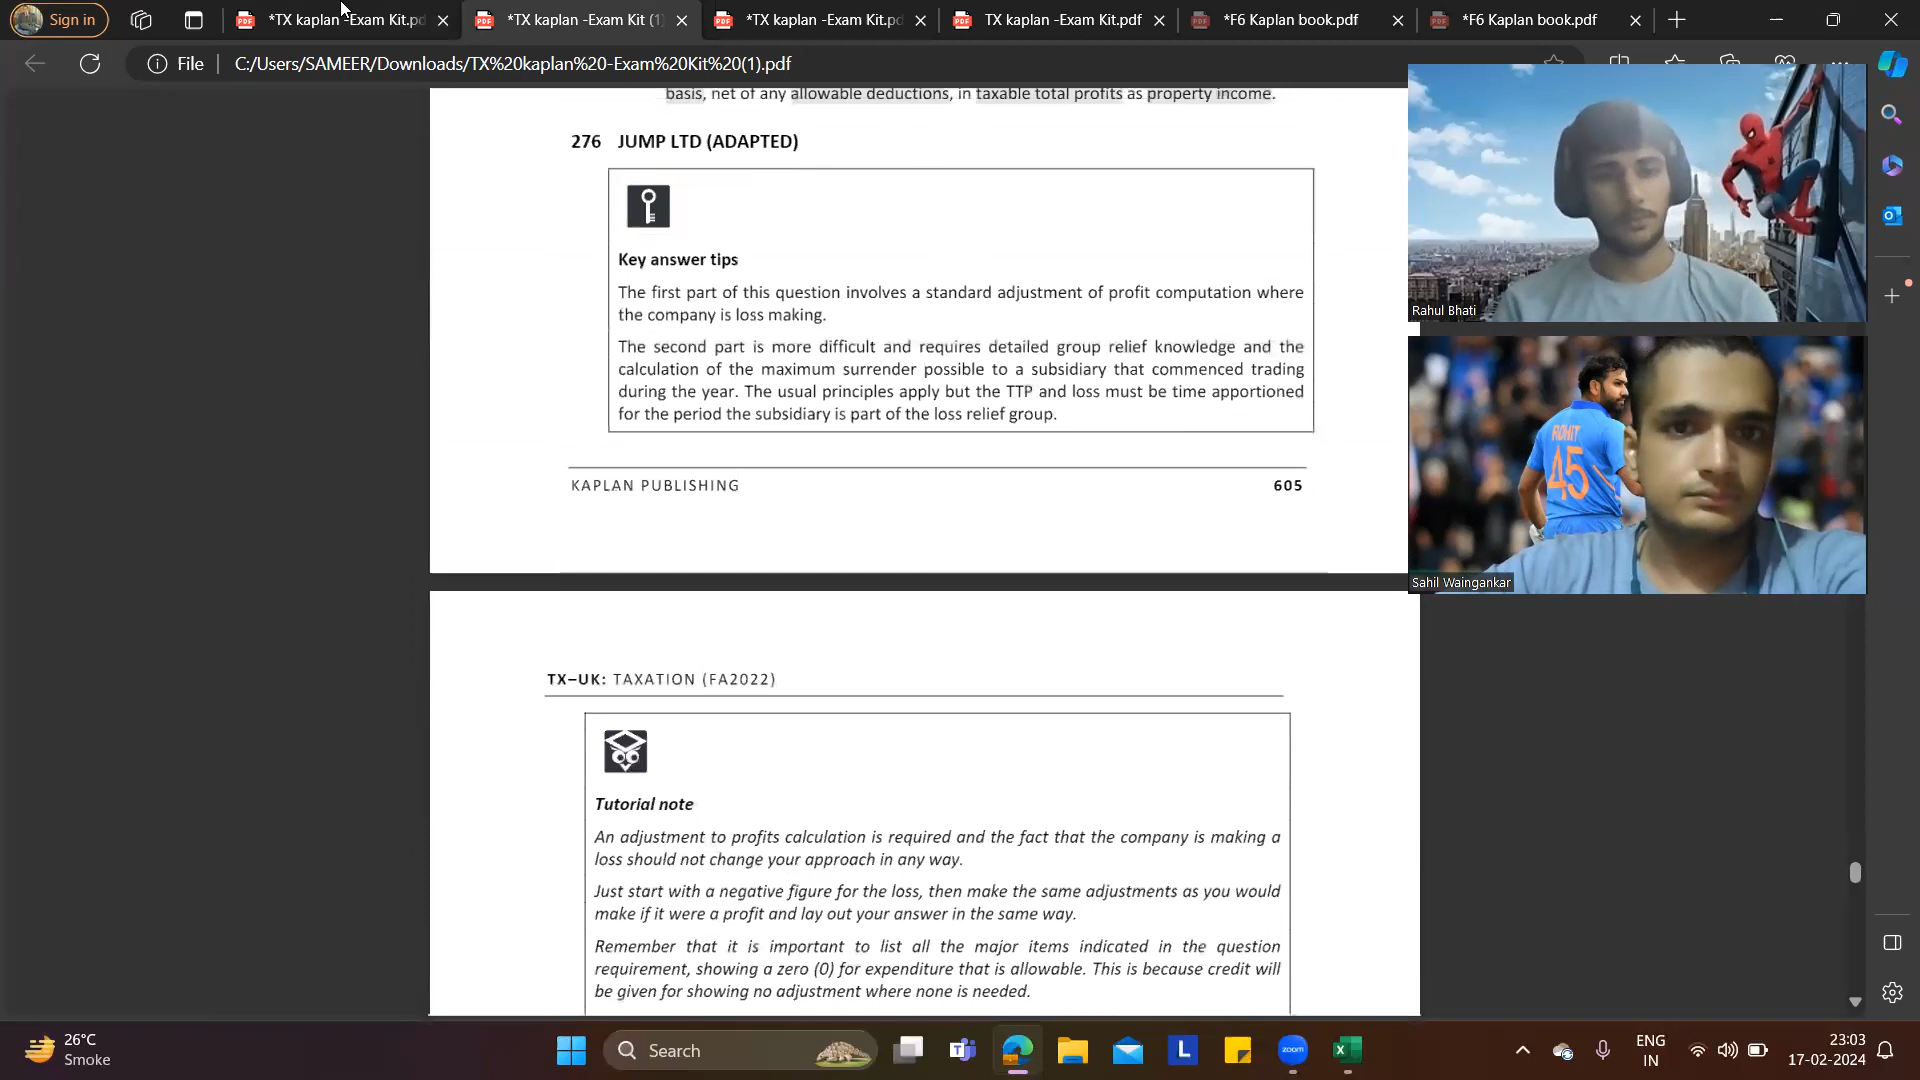 Sign in
*TX kaplan -Exam Kit.pd
*TX kaplan -Exam Kit (1)
*TX kaplan -Exam Kit.pd
TX kaplan -Exam Kit.pdf
*F6 Kaplan book.pdf
*F6 Kaplan book.pdf
File
C:/Users/SAMEER/Downloads/TX%20kaplan%20-Exam%20Kit%20(1).pdf
basis, net of any allowable deductions, in taxable total profits as property income.
276 JUMP LTD (ADAPTED)
Key answer tips
The first part of this question involves a standard adjustment of profit computation where
the company is loss making.
The second part is more difficult and requires detailed group relief knowledge and the
calculation of the maximum surrender possible to a subsidiary that commenced trading
during the year. The usual principles apply but the TTP and loss must be time apportioned
for the period the subsidiary is part of the loss relief group.
KAPLAN PUBLISHING 605
TX–UK: TAXATION (FA2022)
Tutorial note
An adjustment to profits calculation is required and the fact that the company is making a
loss should not change your approach in any way.
Just start with a negative figure for the loss, then make the same adjustments as you would
make if it were a profit and lay out your answer in the same way.
Remember that it is important to list all the major items indicated in the question
requirement, showing a zero (0) for expenditure that is allowable. This is because credit will
be given for showing no adjustment where none is needed.
Rahul Bhati
ROHIT
45
Sahil Waingankar
26°C
Smoke
Search
zoom
ENG
IN
23:03
17-02-2024